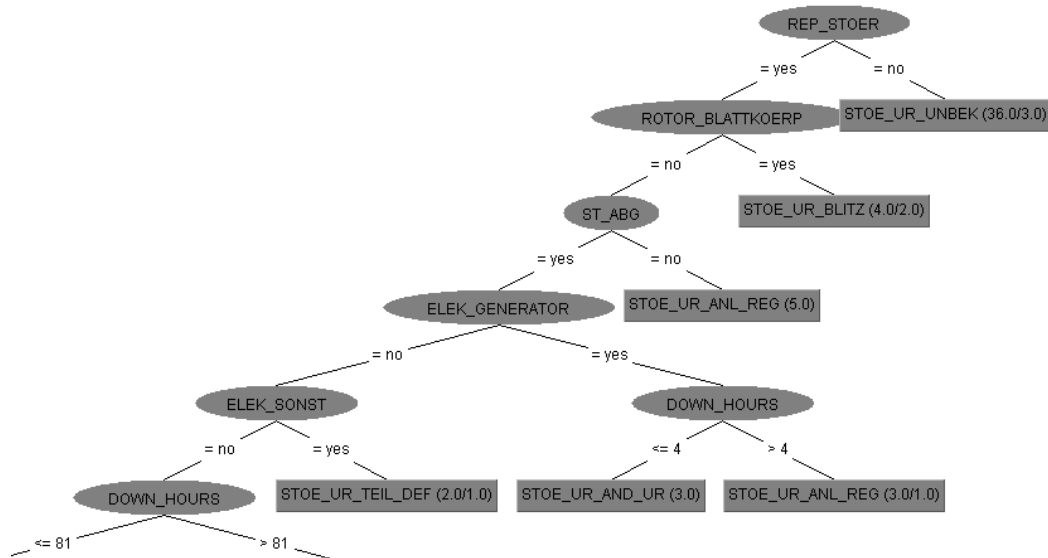 REP_STOER
= yes
= no
ROTOR_BLATTKOERP
STOE_UR_UNBEK (36.0/3.0)
= no
= yes
ST_ABG
STOE_UR_BLITZ (4.0/2.0)
= yes
= no
ELEK_GENERATOR
STOE_UR_ANL_REG (5.0)
= no
= yes
ELEK_SONST
DOWN_HOURS
= no
= yes
<= 4
> 4
DOWN_HOURS
STOE_UR_TEIL_DEF (2.0/1.0)
STOE_UR_AND_UR (3.0)
STOE_UR_ANL_REG (3.0/1.0)
<= 81
> 81